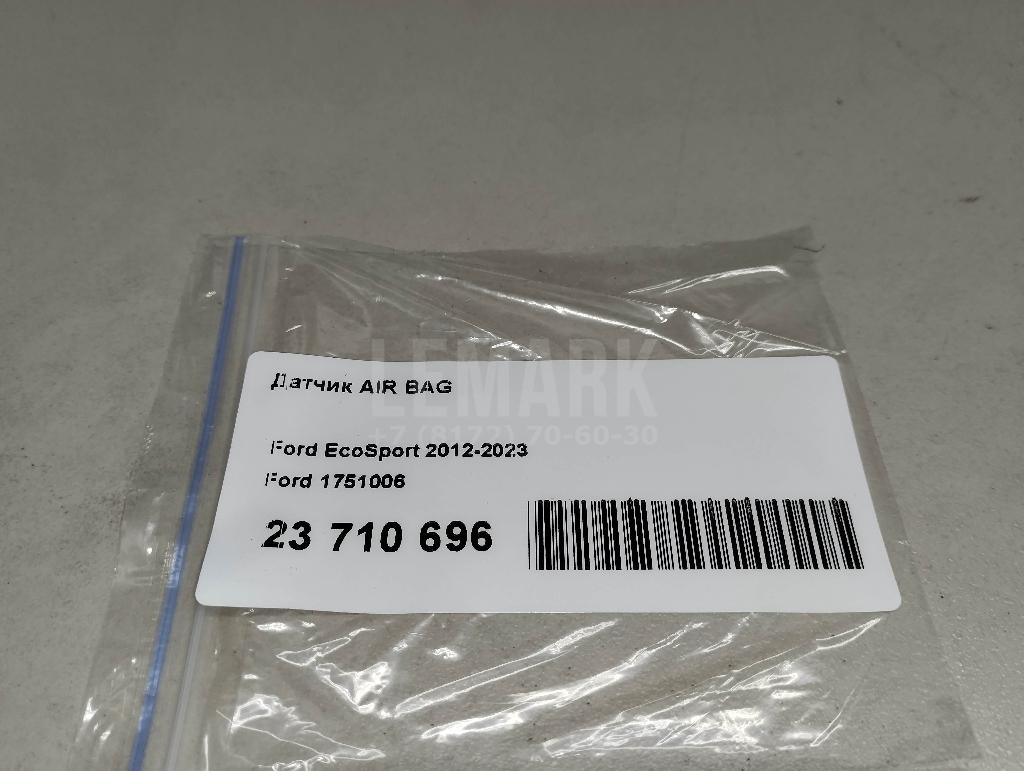 LEMARK
+7 (8172) 70-60-30
Датчик AIR BAG
Ford EcoSport 2012-2023
Ford 1751006
23 710 696